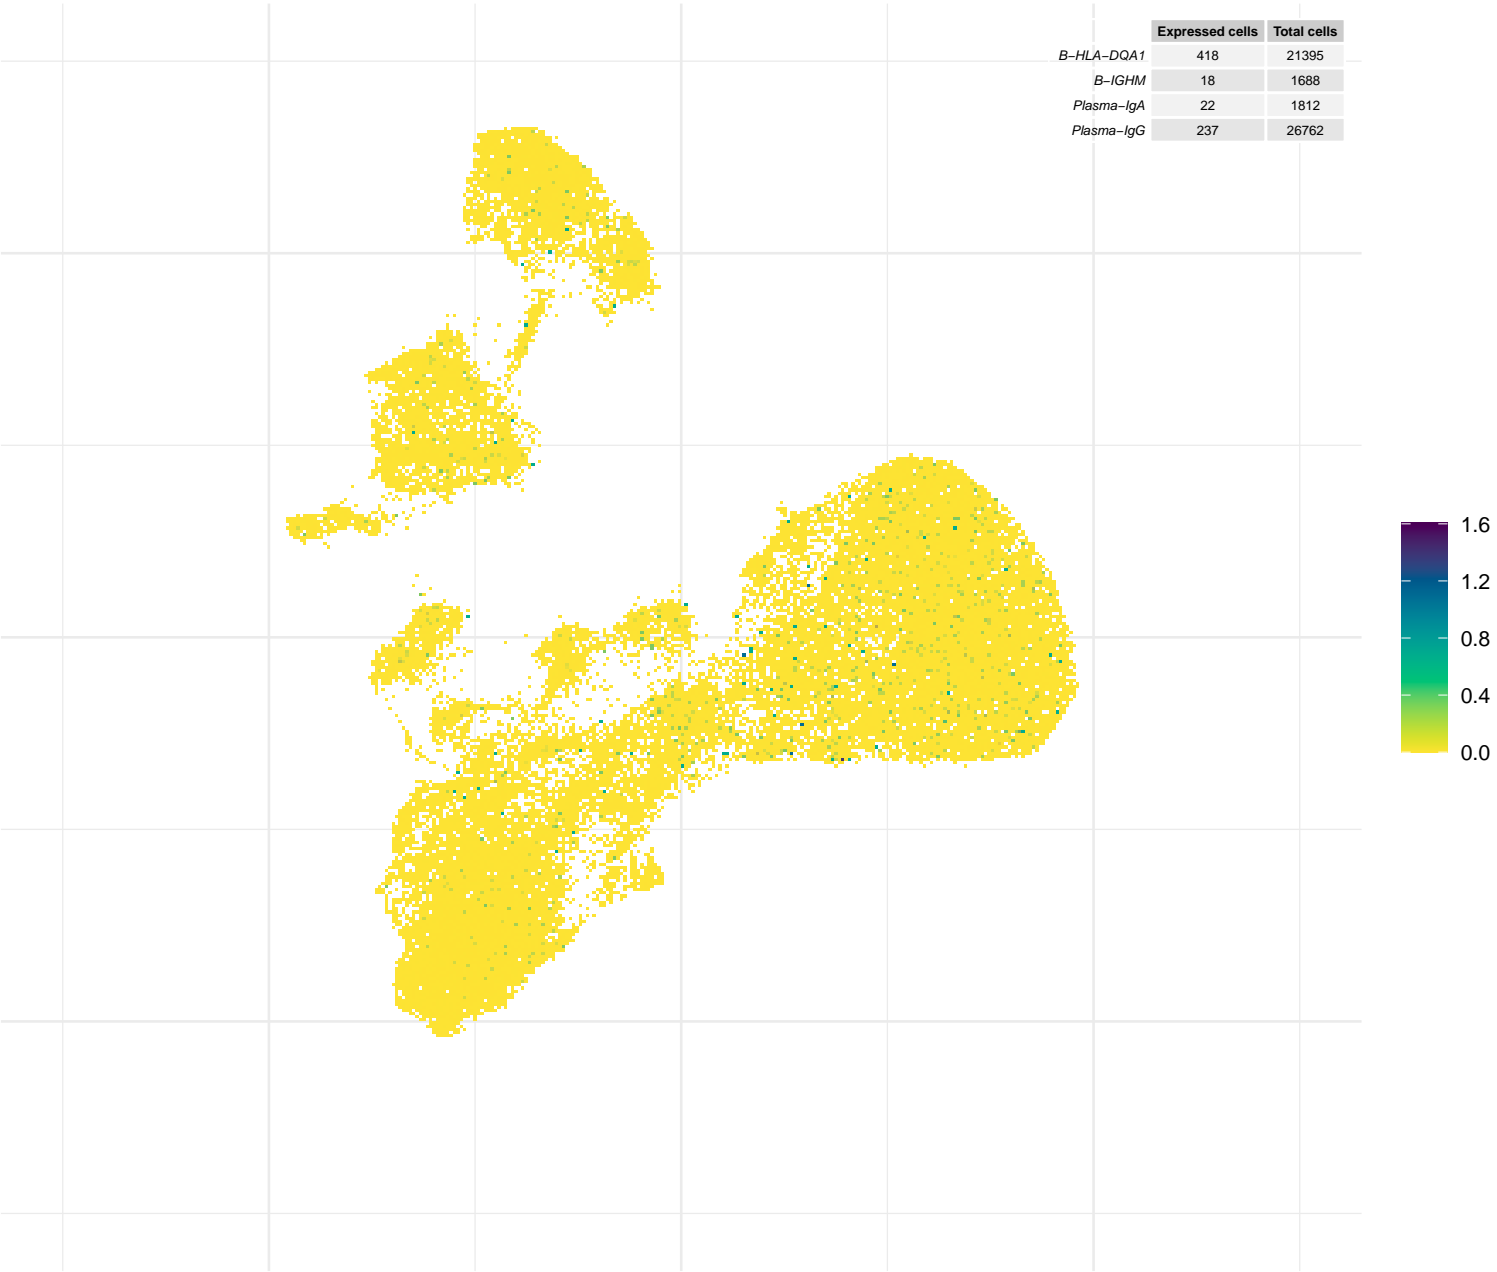 Expressed cells Total cells
B−HLA−DQA1 418 21395
B−IGHM 18 1688
Plasma−IgA 22 1812
Plasma−IgG 237 26762
1.6
1.2
0.8
0.4
0.0